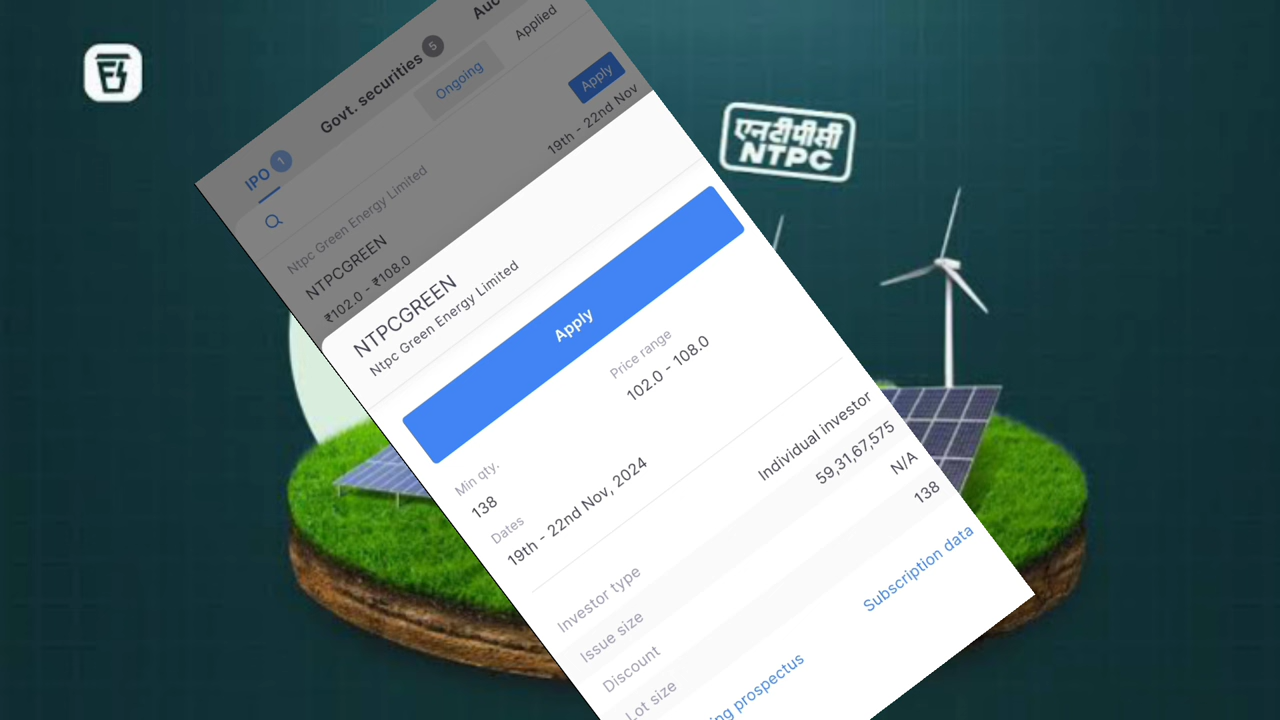 Govt. securities 5
IPO 1
Applied
Ongoing
Apply
Ntpc Green Energy Limited
NTPCGREEN
19th - 22nd Nov
₹102.0 - ₹108.0
NTPCGREEN
Ntpc Green Energy Limited
Apply
Min qty.
138
Price range
102.0 - 108.0
Dates
19th - 22nd Nov, 2024
Investor type
Individual investor
Issue size
59,31,67,575
Discount
N/A
Lot size
138
prospectus
Subscription data
एनटीपीसी
NTPC